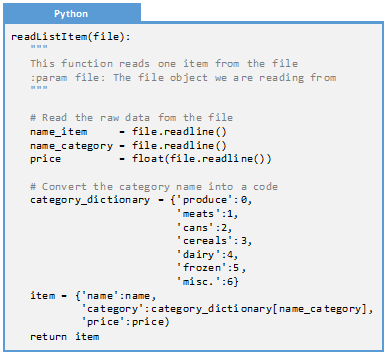 Python
readListItem(file):
"""
This function reads one item from the file
:param file: The file object we are reading from
"""
# Read the raw data fom the file
name_item = file.readline()
name_category = file.readline()
price = float(file.readline())
# Convert the category name into a code
category_dictionary = {'produce':0,
'meats':1,
'cans':2,
'cereals':3,
'dairy':4,
'frozen':5,
'misc.':6}
item = {'name':name,
'category':category_dictionary[name_category],
'price':price)
return item